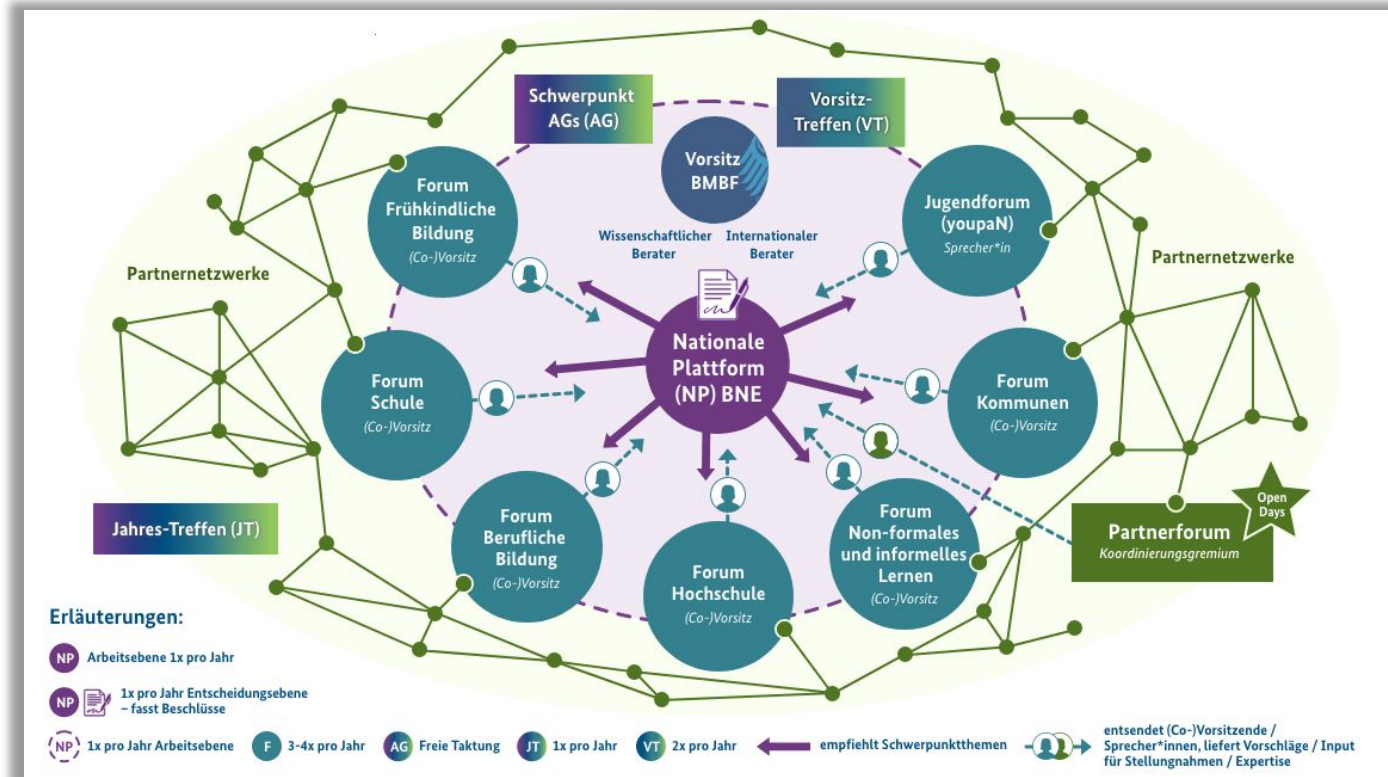 Schwerpunkt
AGs (AG)
Vorsitz-
Treffen (VT)
Vorsitz
BMBF
Forum
Frühkindliche
Bildung
(Co-)Vorsitz
Jugendforum
(youpaN)
Sprecher*in
Wissenschaftlicher
Berater
Internationaler
Berater
Partnernetzwerke
Partnernetzwerke
Nationale
Plattform
(NP) BNE
Forum
Schule
(Co-)Vorsitz
Forum
Kommunen
(Co-)Vorsitz
Jahres-Treffen (JT)
Forum
Berufliche
Bildung
(Co-)Vorsitz
Forum
Hochschule
(Co-)Vorsitz
Forum
Non-formales
und informelles
Lernen
(Co-)Vorsitz
Open
Days
Partnerforum
Koordinierungsgremium
Erläuterungen:
NP Arbeitsebene 1x pro Jahr
NP 1x pro Jahr Entscheidungsebene
– fasst Beschlüsse
NP 1x pro Jahr Arbeitsebene
F 3-4x pro Jahr
AG Freie Taktung
JT 1x pro Jahr
VT 2x pro Jahr
empfiehlt Schwerpunktthemen
entsendet (Co-)Vorsitzende /
Sprecher*innen, liefert Vorschläge / Input
für Stellungnahmen / Expertise